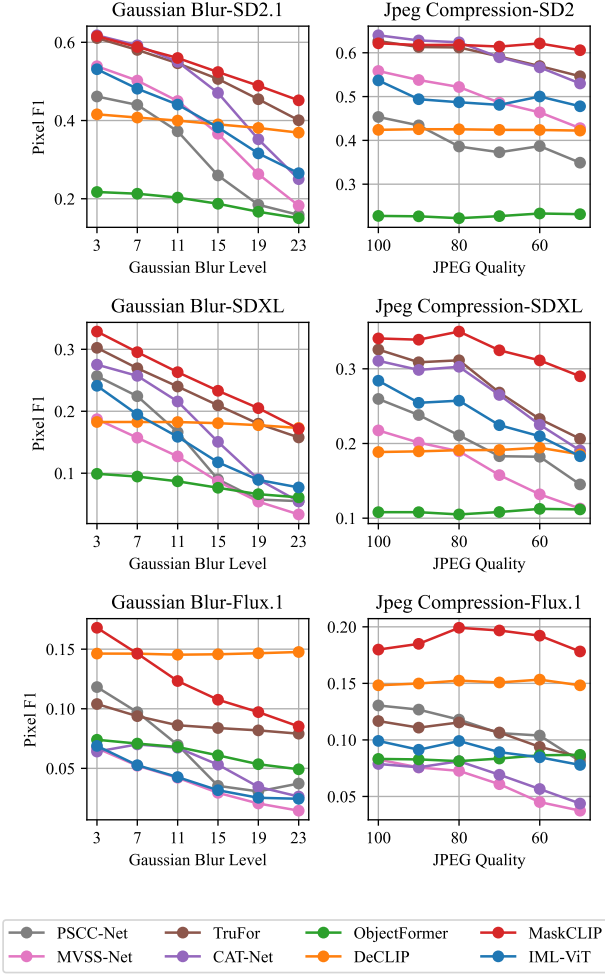 Gaussian Blur-SD2.1
Jpeg Compression-SD2
Pixel F1
0.6
0.4
0.2
3 7 11 15 19 23
Gaussian Blur Level
0.6
0.5
0.4
0.3
100 80 60
JPEG Quality
Gaussian Blur-SDXL
Jpeg Compression-SDXL
Pixel F1
0.3
0.2
0.1
3 7 11 15 19 23
Gaussian Blur Level
0.3
0.2
0.1
100 80 60
JPEG Quality
Gaussian Blur-Flux.1
Jpeg Compression-Flux.1
Pixel F1
0.15
0.10
0.05
3 7 11 15 19 23
Gaussian Blur Level
0.20
0.15
0.10
0.05
100 80 60
JPEG Quality
PSCC-Net TruFor ObjectFormer MaskCLIP
MVSS-Net CAT-Net DeCLIP IML-ViT